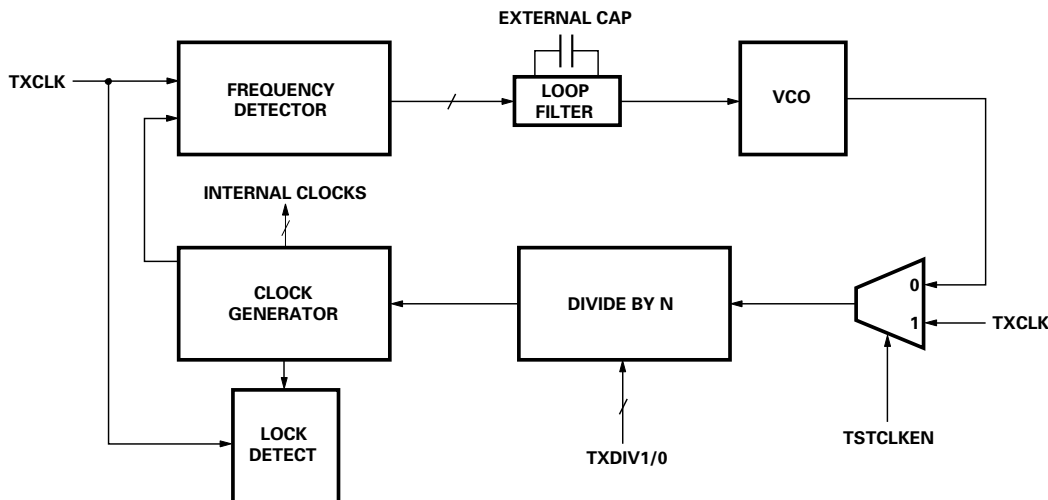 EXTERNAL CAP
TXCLK
FREQUENCY
DETECTOR
LOOP
FILTER
VCO
INTERNAL CLOCKS
CLOCK
GENERATOR
DIVIDE BY N
0
1
TXCLK
LOCK
DETECT
TXDIV1/0
TSTCLKEN